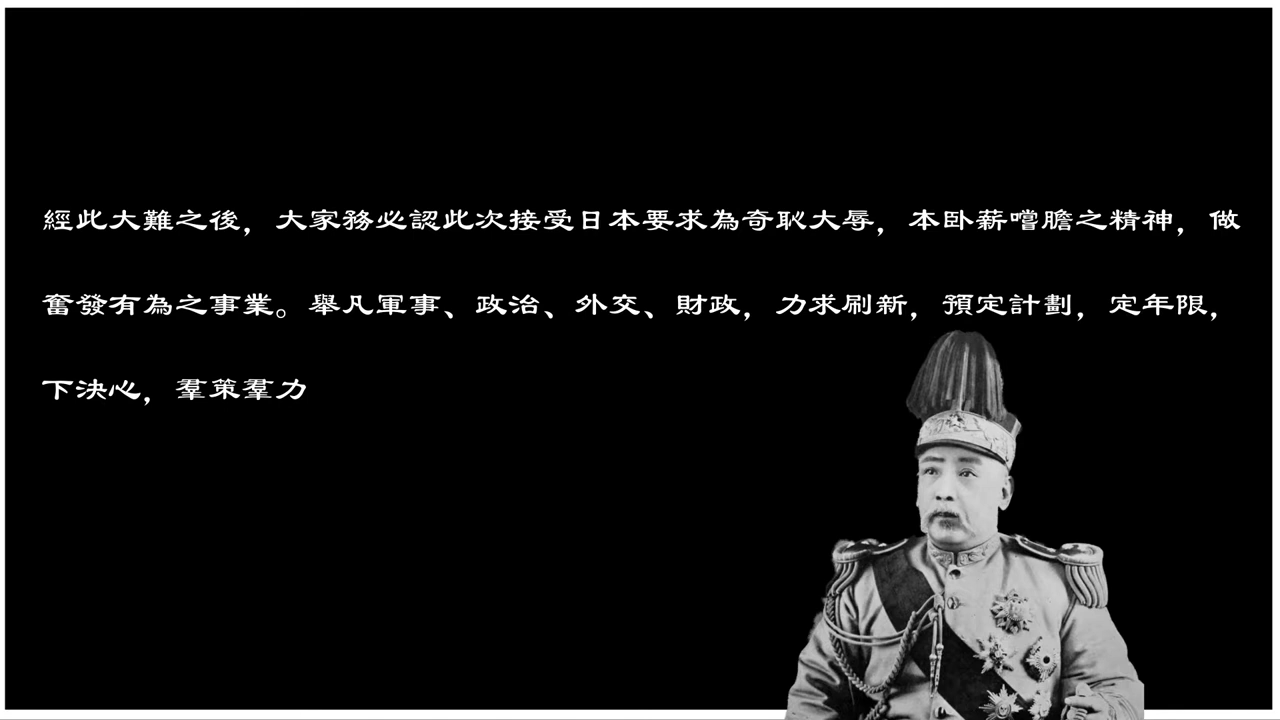 經此大難之後，大家務必認此次接受日本要求為奇恥大辱，本卧薪嚐膽之精神，做
奮發有為之事業。舉凡軍事、政治、外交、財政，力求刷新，預定計劃，定年限，
下決心，羣策羣力